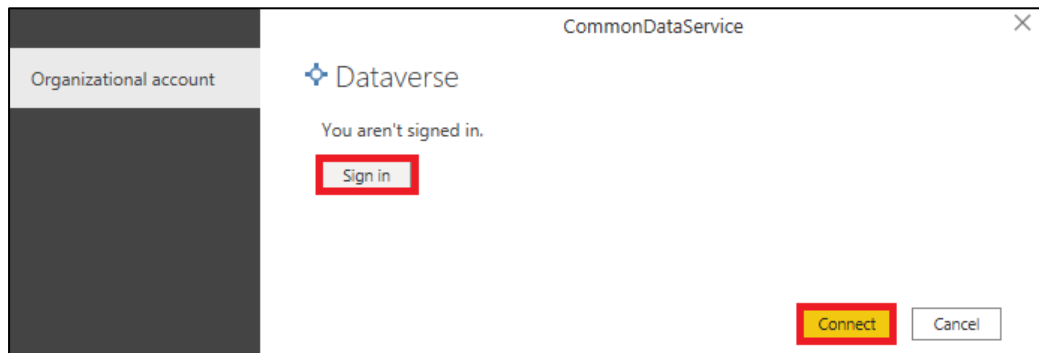 CommonDataService
Organizational account
Dataverse
You aren't signed in.
Sign in
Connect
Cancel